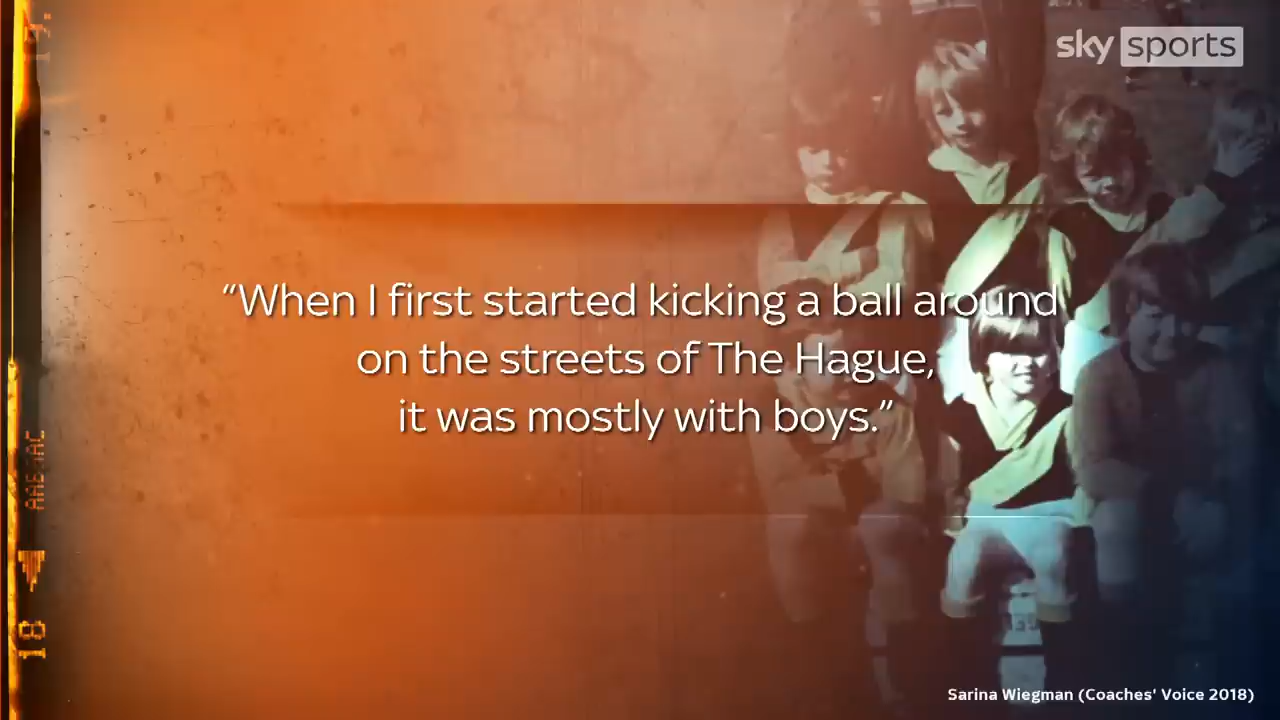 sky sports
“When I first started kicking a ball around
on the streets of The Hague,
it was mostly with boys.”
18
Sarina Wiegman (Coaches' Voice 2018)